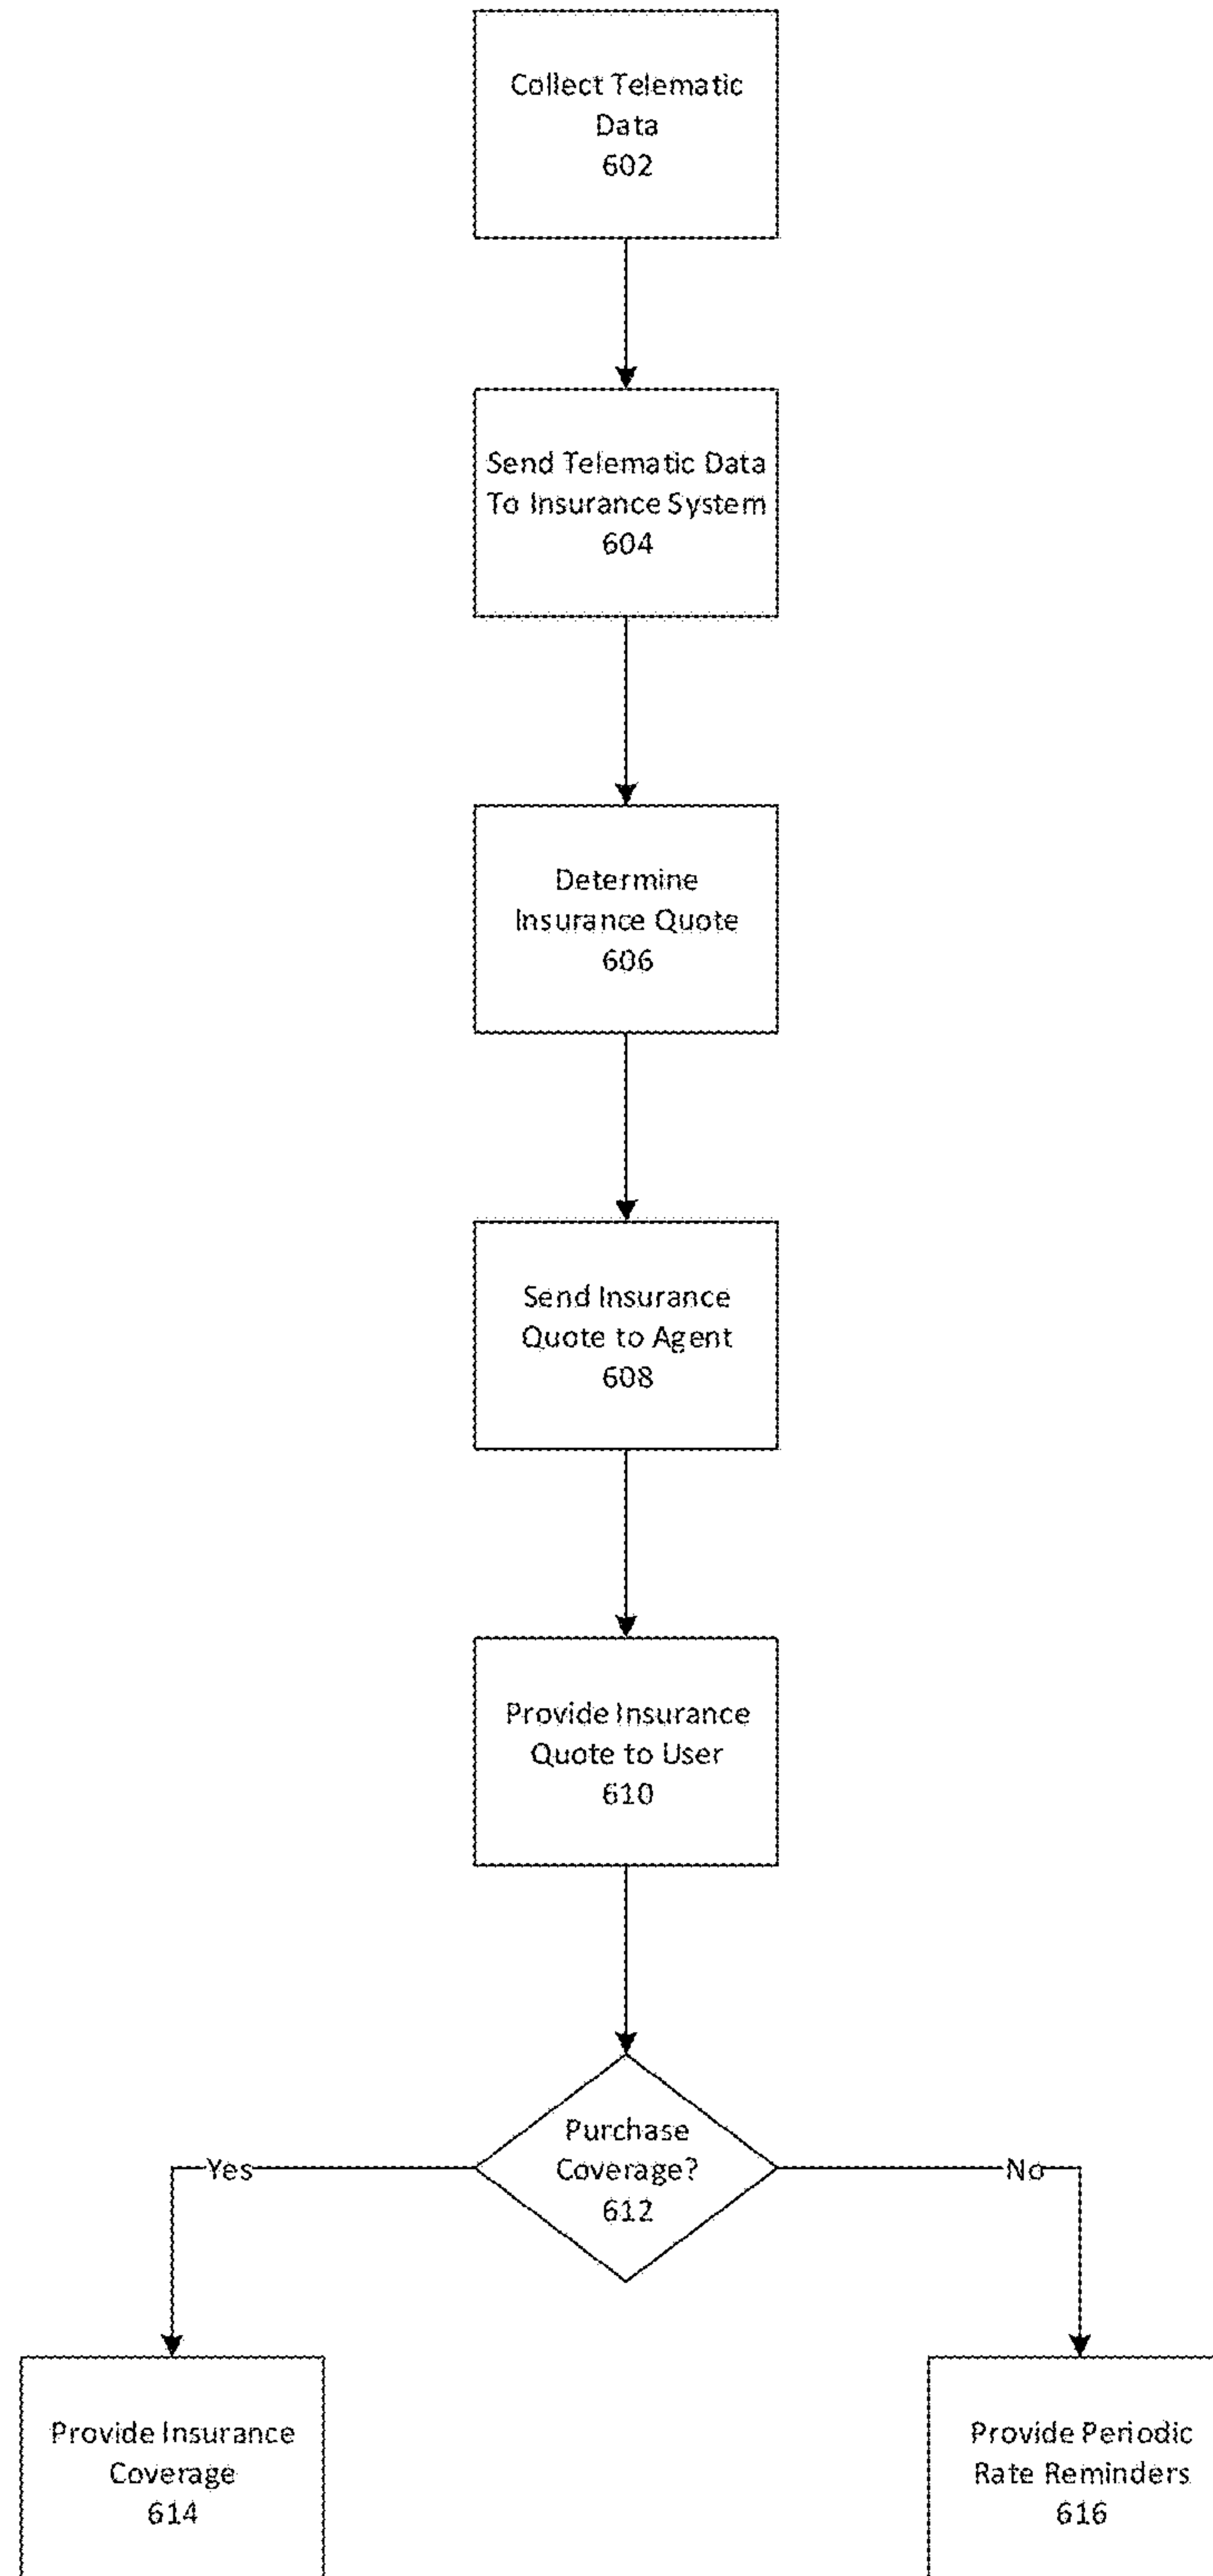 Collect Telematic
Data
602
Send Telematic Data
To Insurance System
604
Determine
Insurance Quote
606
Send Insurance
Quote to Agent
608
Provide Insurance
Quote to User
610
Purchase
Coverage?
612
Yes
No
Provide Insurance
Coverage
614
Provide Periodic
Rate Reminders
616